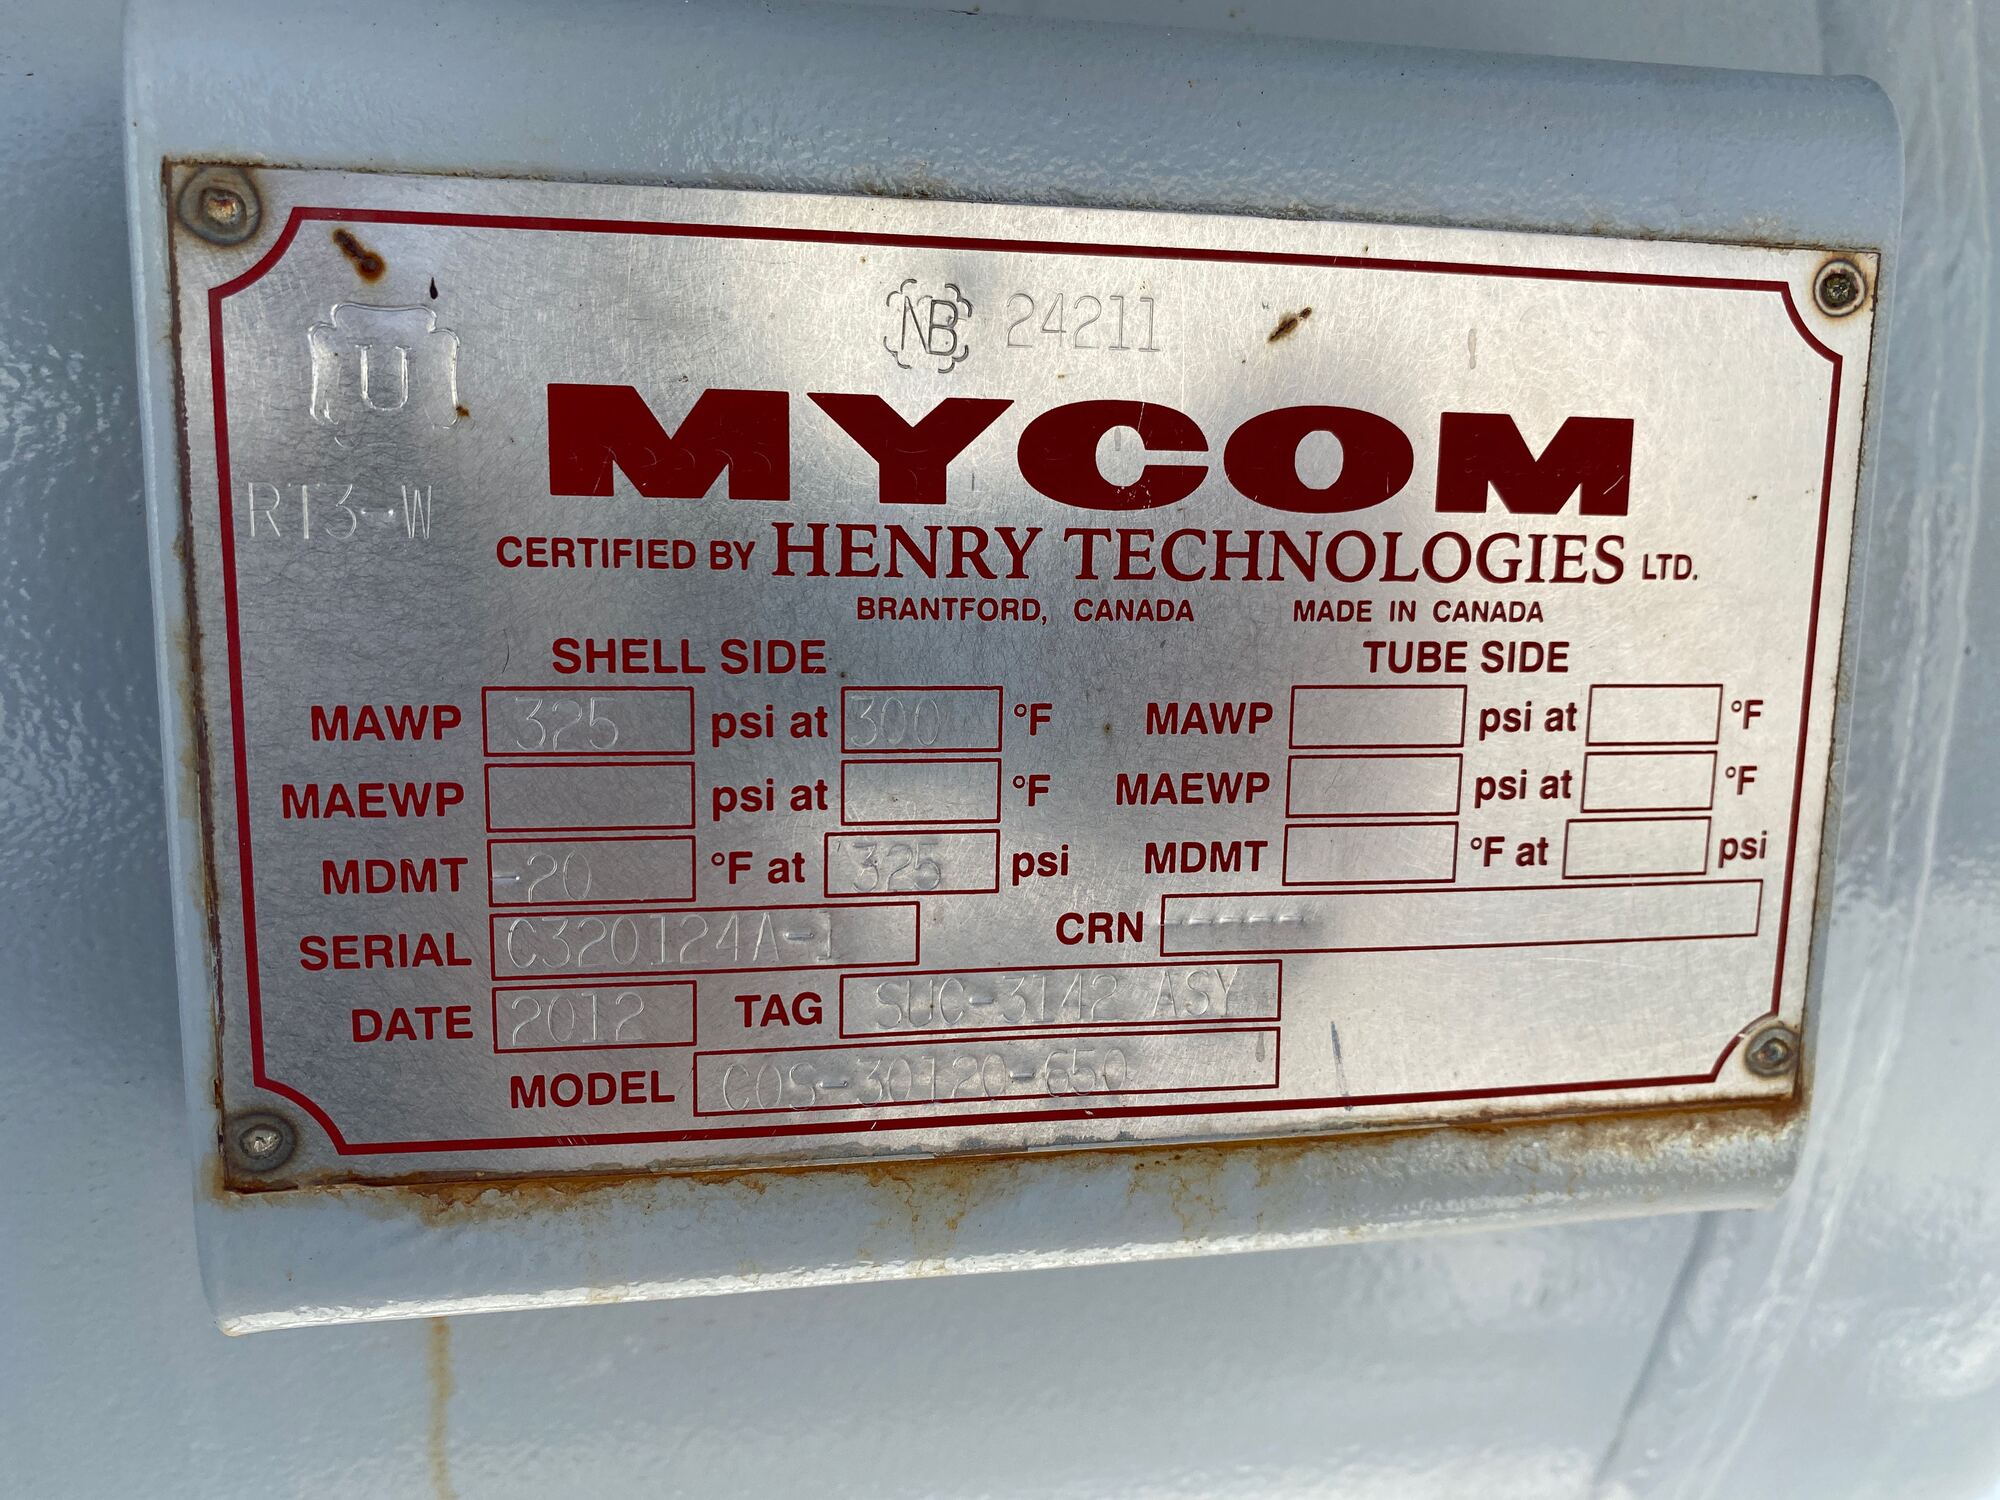 NB 24211
U
RT3-W
MYCOM
CERTIFIED BY HENRY TECHNOLOGIES LTD.
BRANTFORD, CANADA MADE IN CANADA
SHELL SIDE TUBE SIDE
MAWP 325 psi at 300 °F MAWP psi at °F
MAEWP psi at °F MAEWP psi at °F
MDMT -20 °F at 325 psi MDMT °F at psi
SERIAL C320124A-1 CRN -----
DATE 2012 TAG SUC-3142 ASY
MODEL COS-30120-650